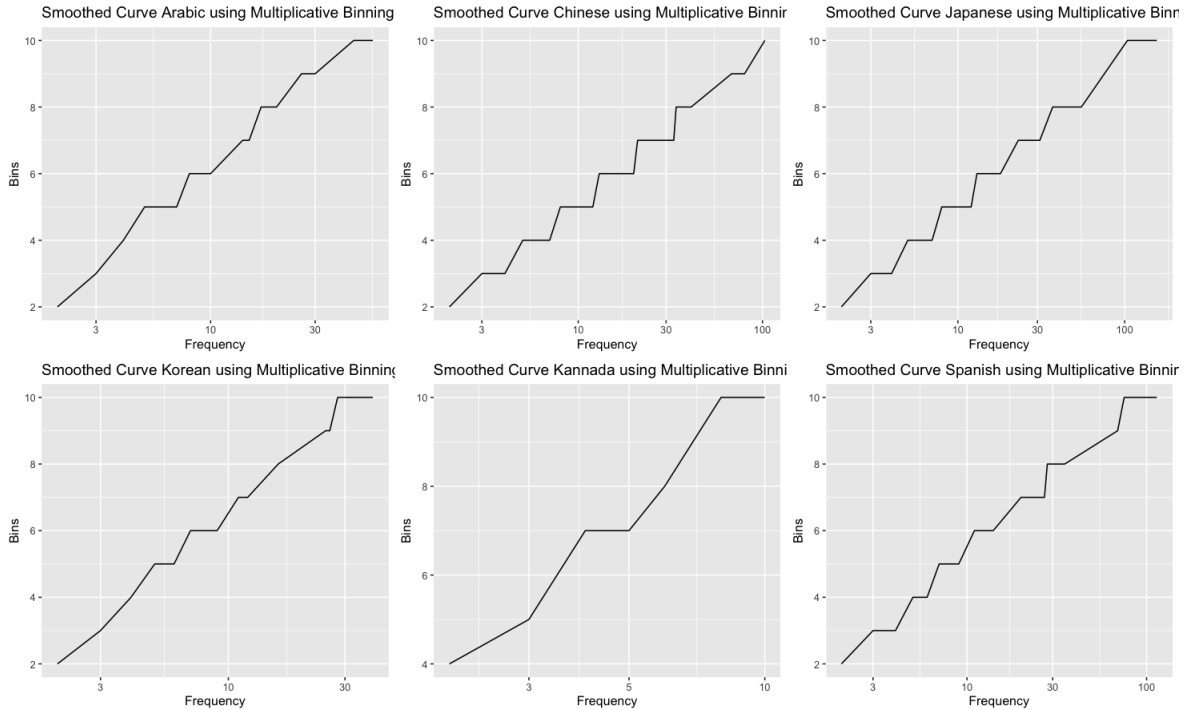 Smoothed Curve Arabic using Multiplicative Binning
10
8
6
4
2
Bins
3 10 30
Frequency
Smoothed Curve Chinese using Multiplicative Binnin
10
8
6
4
2
Bins
3 10 30 100
Frequency
Smoothed Curve Japanese using Multiplicative Binn
10
8
6
4
2
Bins
3 10 30 100
Frequency
Smoothed Curve Korean using Multiplicative Binning
10
8
6
4
2
Bins
3 10 30
Frequency
Smoothed Curve Kannada using Multiplicative Binni
10
8
6
4
Bins
3 5 10
Frequency
Smoothed Curve Spanish using Multiplicative Binnin
10
8
6
4
2
Bins
3 10 30 100
Frequency